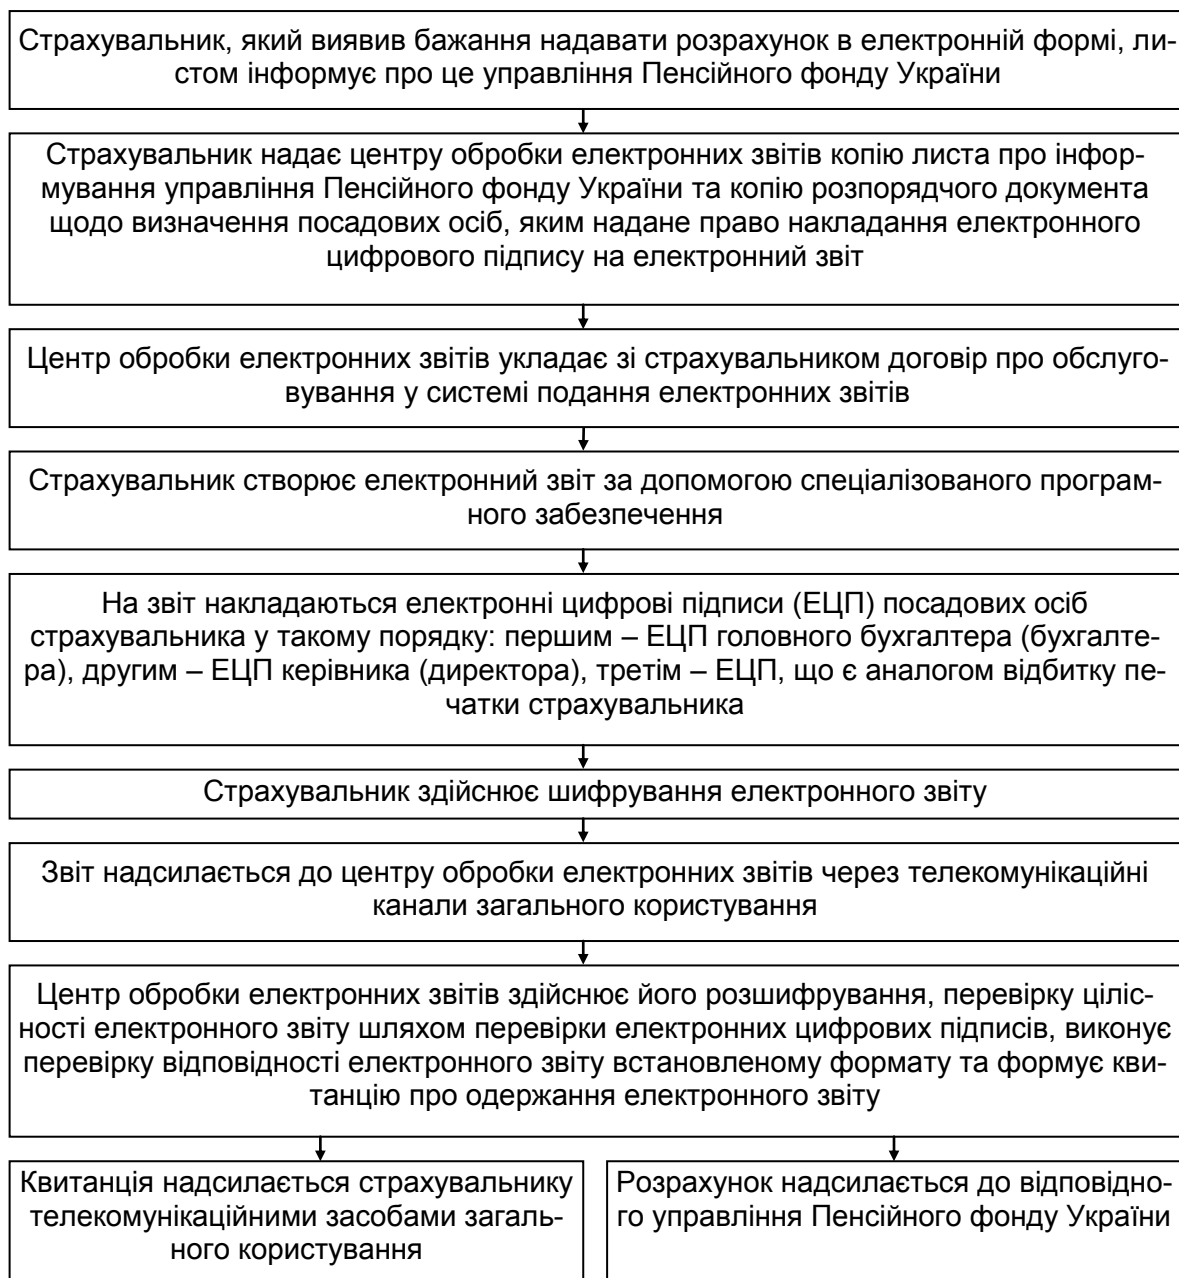 Страхувальник, який виявив бажання надавати розрахунок в електронній формі, ли-
стом інформує про це управління Пенсійного фонду України
Страхувальник надає центру обробки електронних звітів копію листа про інфор-
мування управління Пенсійного фонду України та копію розпорядчого документа
щодо визначення посадових осіб, яким надане право накладання електронного
цифрового підпису на електронний звіт
Центр обробки електронних звітів укладає зі страхувальником договір про обслуго-
вування у системі подання електронних звітів
Страхувальник створює електронний звіт за допомогою спеціалізованого програм-
ного забезпечення
На звіт накладаються електронні цифрові підписи (ЕЦП) посадових осіб
страхувальника у такому порядку: першим – ЕЦП головного бухгалтера (бухгалте-
ра), другим – ЕЦП керівника (директора), третім – ЕЦП, що є аналогом відбитку пе-
чатки страхувальника
Страхувальник здійснює шифрування електронного звіту
Звіт надсилається до центру обробки електронних звітів через телекомунікаційні
канали загального користування
Центр обробки електронних звітів здійснює його розшифрування, перевірку ціліс-
ності електронного звіту шляхом перевірки електронних цифрових підписів, виконує
перевірку відповідності електронного звіту встановленому формату та формує кви-
танцію про одержання електронного звіту
Квитанція надсилається страхувальнику
телекомунікаційними засобами загаль-
ного користування
Розрахунок надсилається до відповідно-
го управління Пенсійного фонду України